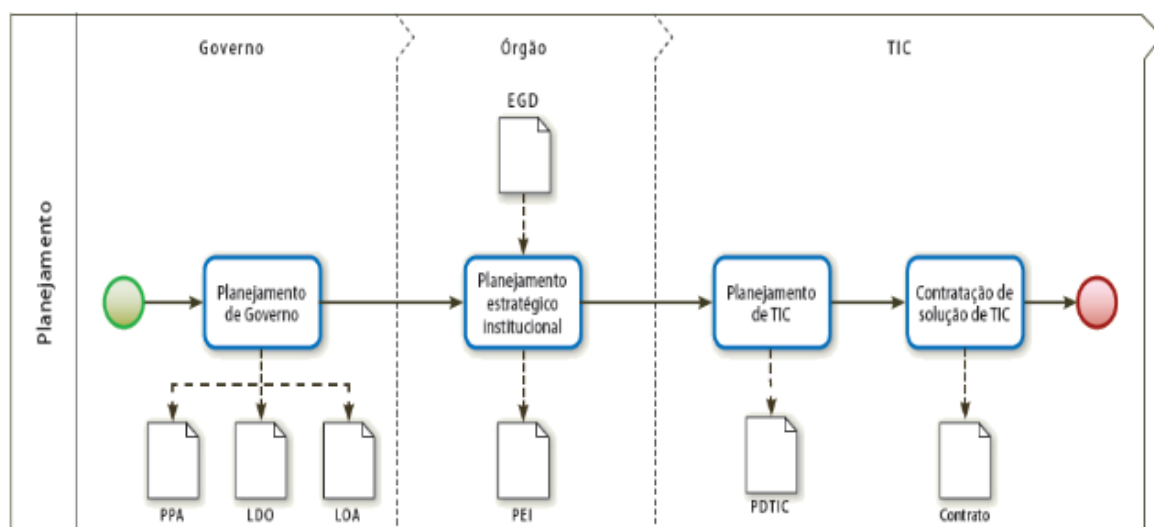 Planejamento
Governo
Órgão
TIC
EGD
Planejamento
de Governo
Planejamento
estratégico
institucional
Planejamento
de TIC
Contratação de
solução de TIC
PPA
LDO
LOA
PEI
PDTIC
Contrato